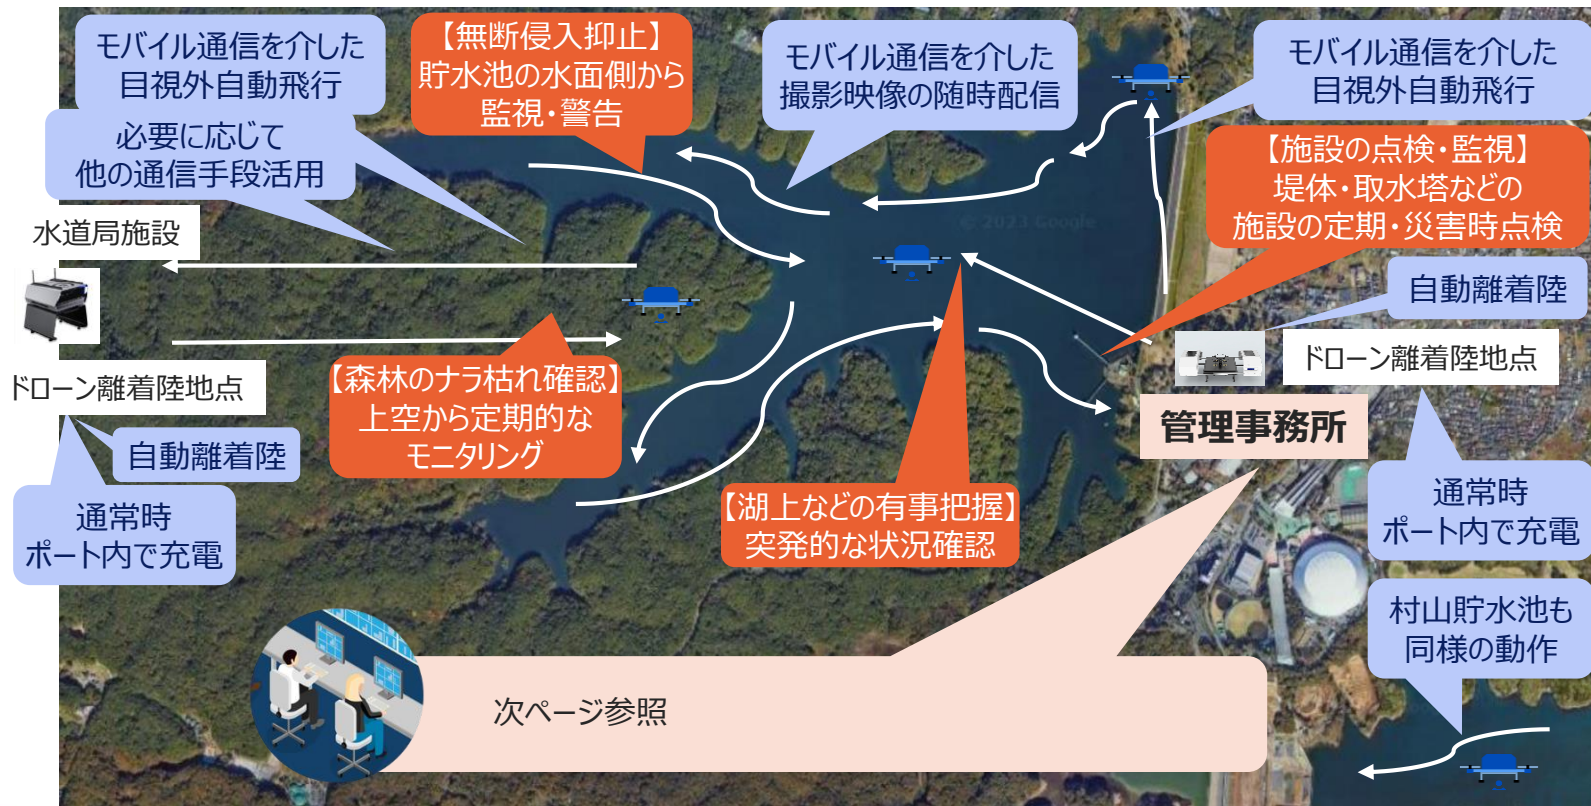 モバイル通信を介した
目視外自動飛行
必要に応じて
他の通信手段活用
【無断侵入抑止】
貯水池の水面側から
監視・警告
モバイル通信を介した
撮影映像の随時配信
モバイル通信を介した
目視外自動飛行
【施設の点検・監視】
堤体・取水塔などの
施設の定期・災害時点検
© 2023 Google
水道局施設
自動離着陸
ドローン離着陸地点
ドローン離着陸地点
【森林のナラ枯れ確認】
上空から定期的な
モニタリング
管理事務所
自動離着陸
通常時
ポート内で充電
【湖上などの有事把握】
突発的な状況確認
通常時
ポート内で充電
村山貯水池も
同様の動作
次ページ参照